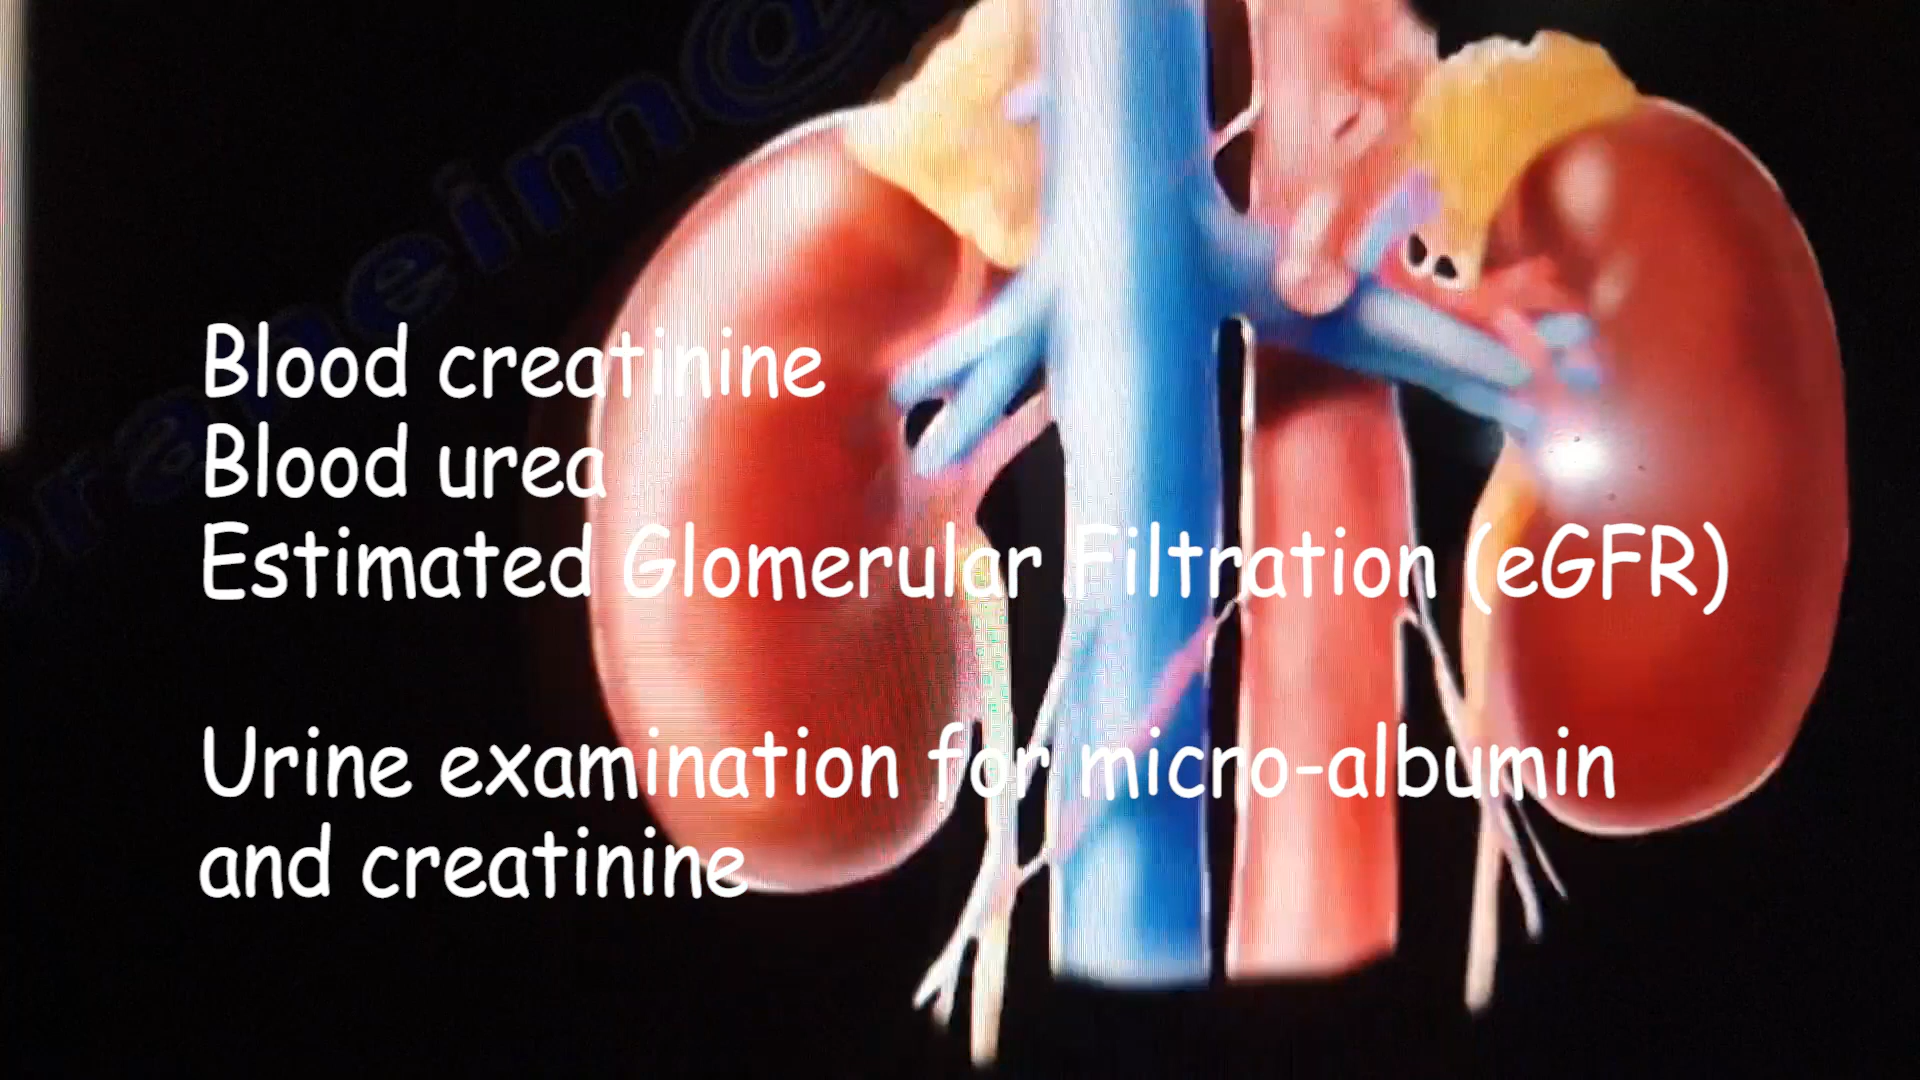 Blood creatinine
Blood urea
Estimated Glomerular Filtration (eGFR)
Urine examination for micro-albumin
and creatinine